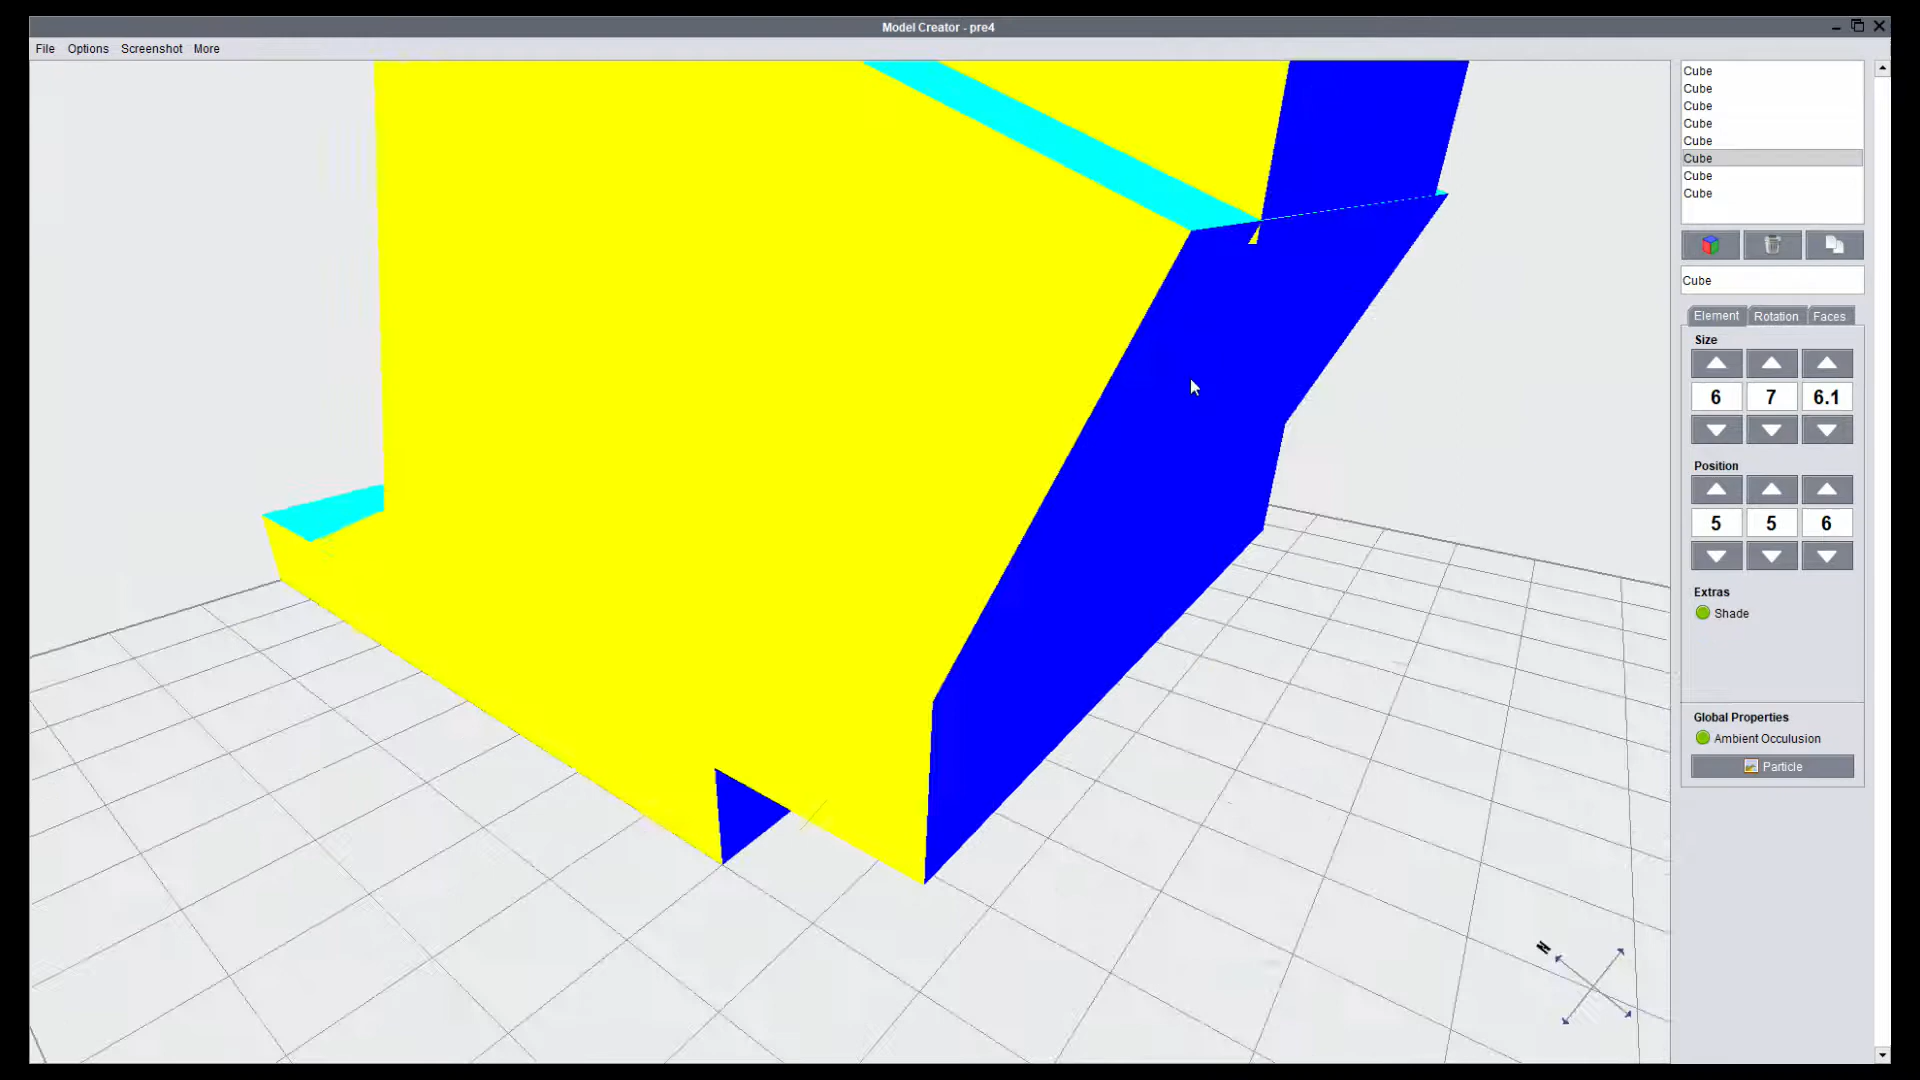 Model Creator - pre4
File Options Screenshot More
Cube
Cube
Cube
Cube
Cube
Cube
Cube
Cube
Cube
Element Rotation Faces
Size
6 7 6.1
Position
5 5 6
Extras
Shade
Global Properties
Ambient Occulusion
Particle
N